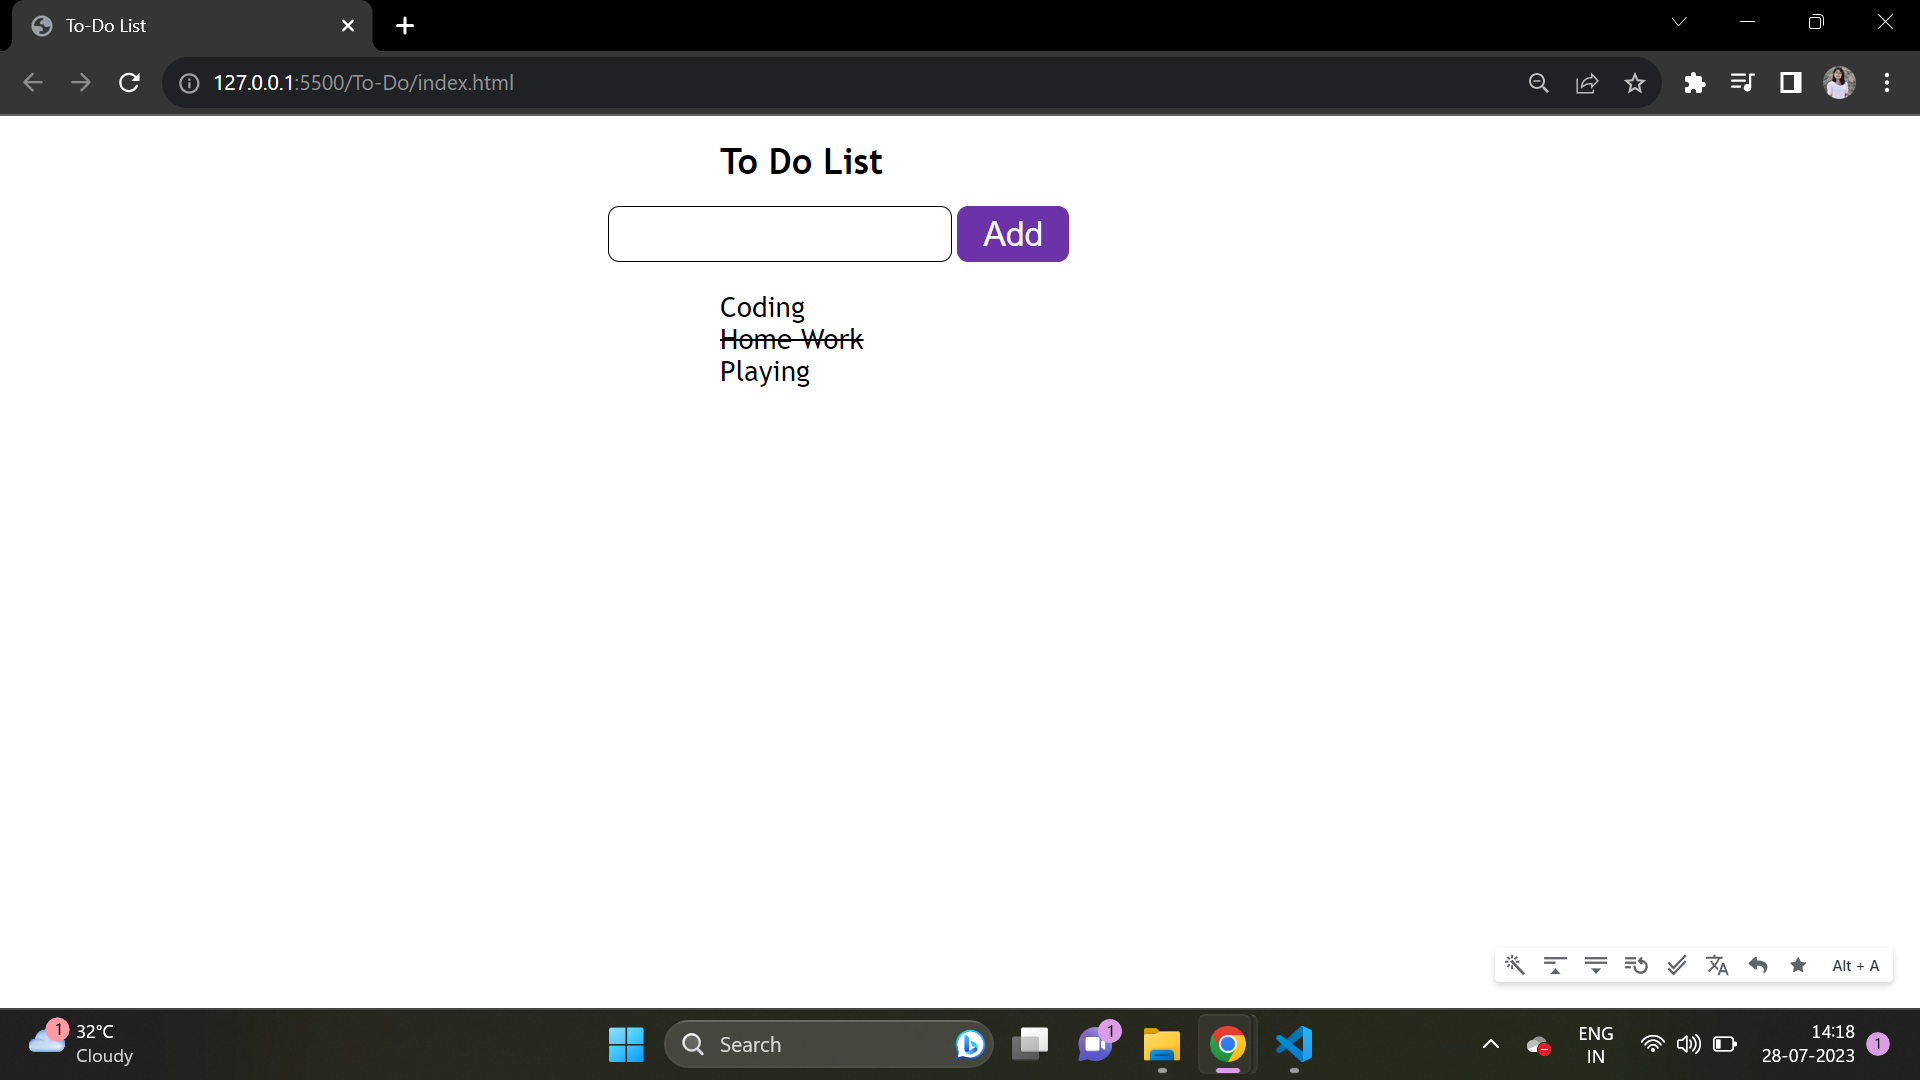 To-Do List
127.0.0.1:5500/To-Do/index.html
To Do List
Add
Coding
Home Work
Playing
Alt + A
1
32°C
Cloudy
Search
1
ENG
IN
14:18
28-07-2023
1